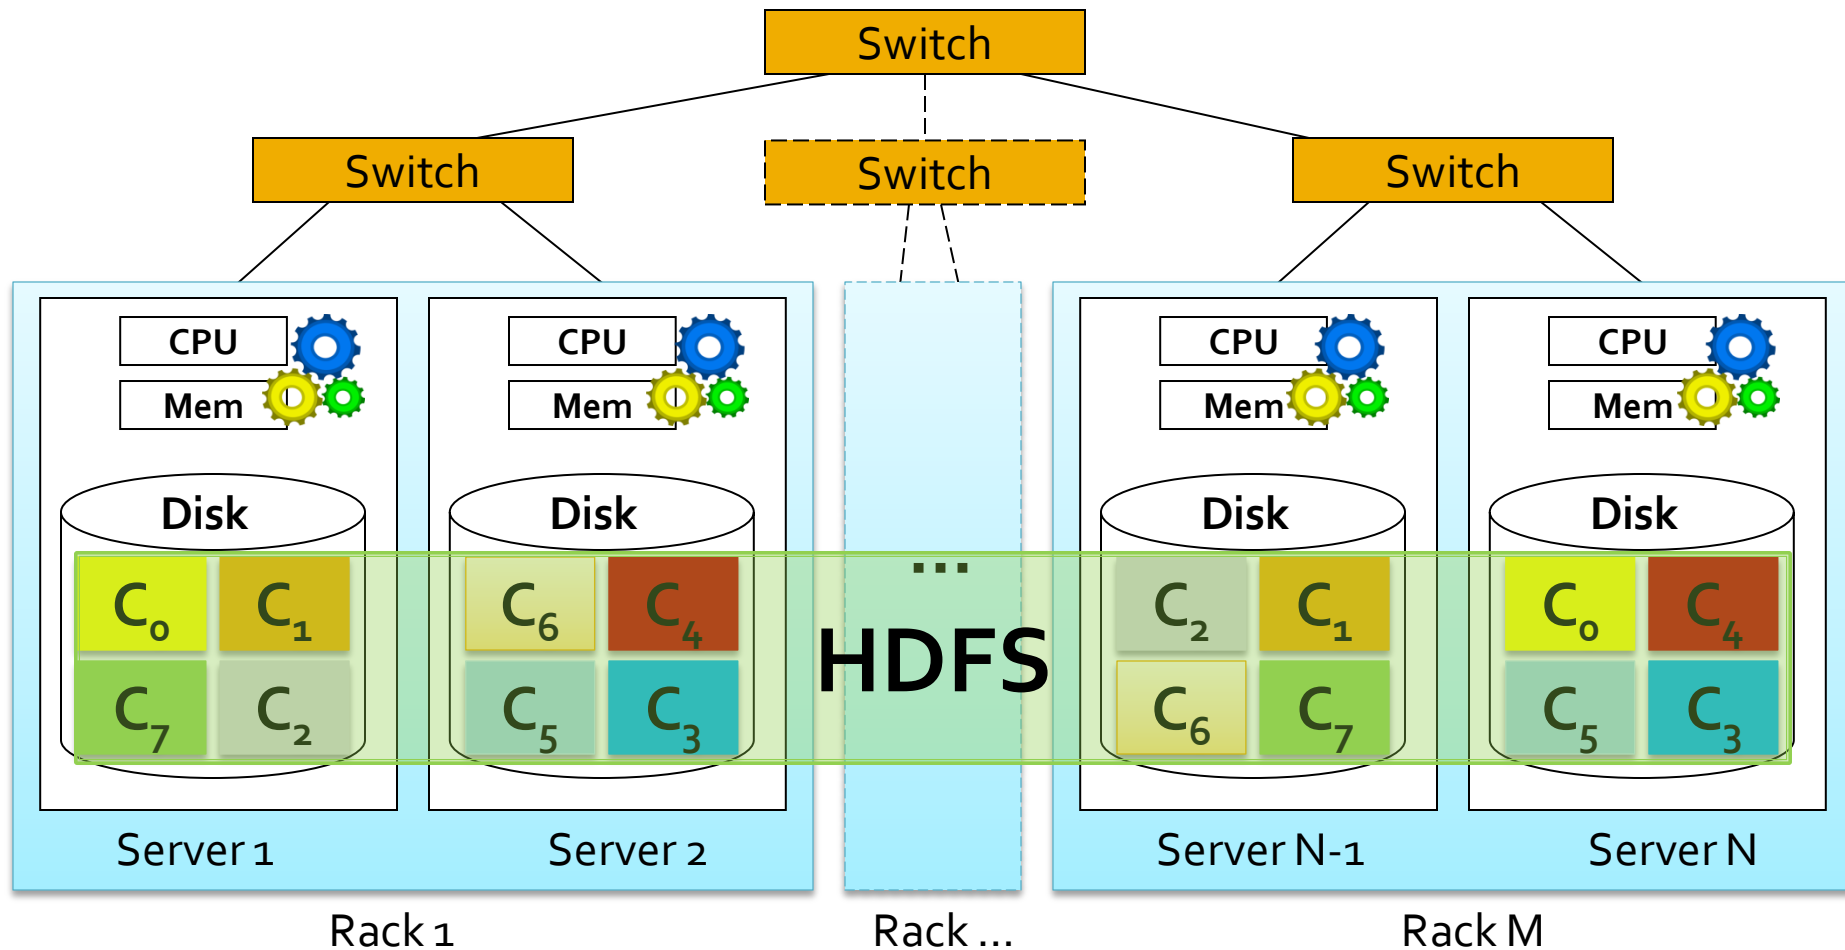 Switch
Switch
Switch
Switch
CPU
Mem
Disk
C0
C1
C7
C2
Server 1
CPU
Mem
Disk
C6
C4
C5
C3
Server 2
Rack 1
...
HDFS
Rack ...
CPU
Mem
Disk
C2
C1
C6
C7
Server N-1
CPU
Mem
Disk
C0
C4
C5
C3
Server N
Rack M